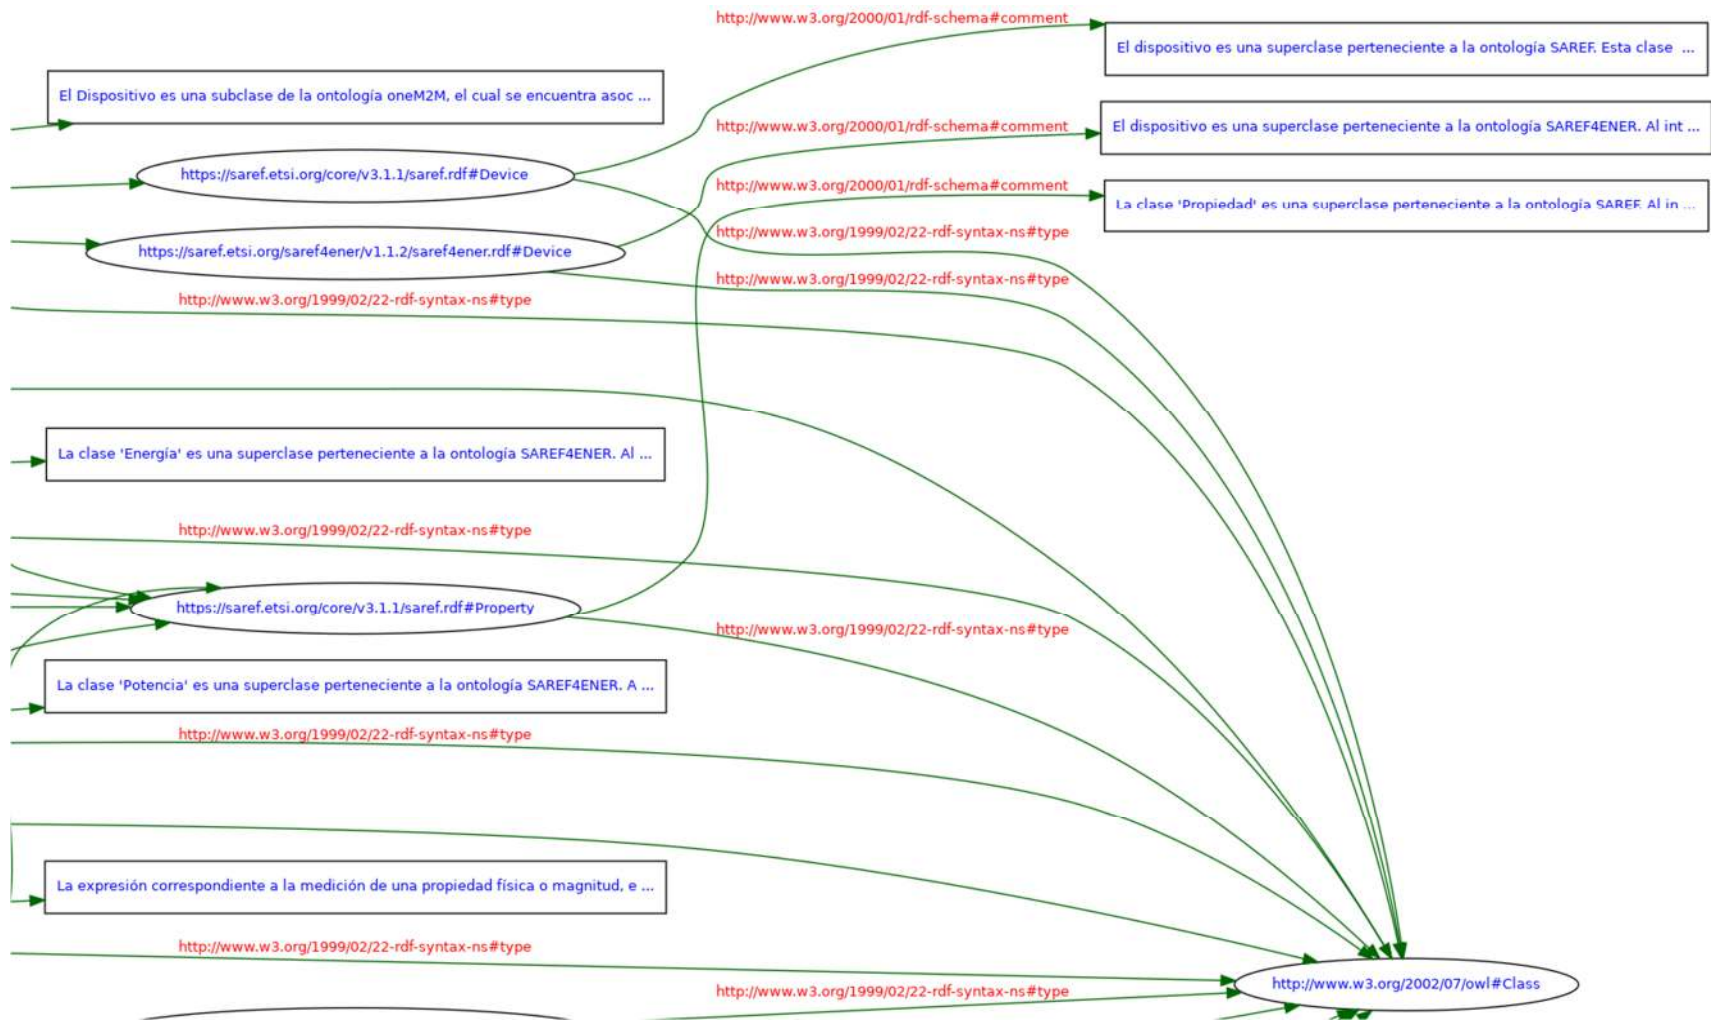 http://www.w3.org/2000/01/rdf-schema#comment
El dispositivo es una superclase perteneciente a la ontología SAREF. Esta clase ...
El Dispositivo es una subclase de la ontología oneM2M, el cual se encuentra asoc ...
http://www.w3.org/2000/01/rdf-schema#comment
El dispositivo es una superclase perteneciente a la ontología SAREF4ENER. Al int ...
https://saref.etsi.org/core/v3.1.1/saref.rdf#Device
http://www.w3.org/2000/01/rdf-schema#comment
La clase 'Propiedad' es una superclase perteneciente a la ontología SAREF. Al in ...
http://www.w3.org/1999/02/22-rdf-syntax-ns#type
https://saref.etsi.org/saref4ener/v1.1.2/saref4ener.rdf#Device
http://www.w3.org/1999/02/22-rdf-syntax-ns#type
http://www.w3.org/1999/02/22-rdf-syntax-ns#type
La clase 'Energía' es una superclase perteneciente a la ontología SAREF4ENER. Al ...
http://www.w3.org/1999/02/22-rdf-syntax-ns#type
https://saref.etsi.org/core/v3.1.1/saref.rdf#Property
http://www.w3.org/1999/02/22-rdf-syntax-ns#type
La clase 'Potencia' es una superclase perteneciente a la ontología SAREF4ENER. A ...
http://www.w3.org/1999/02/22-rdf-syntax-ns#type
La expresión correspondiente a la medición de una propiedad física o magnitud, e ...
http://www.w3.org/1999/02/22-rdf-syntax-ns#type
http://www.w3.org/2002/07/owl#Class
http://www.w3.org/1999/02/22-rdf-syntax-ns#type